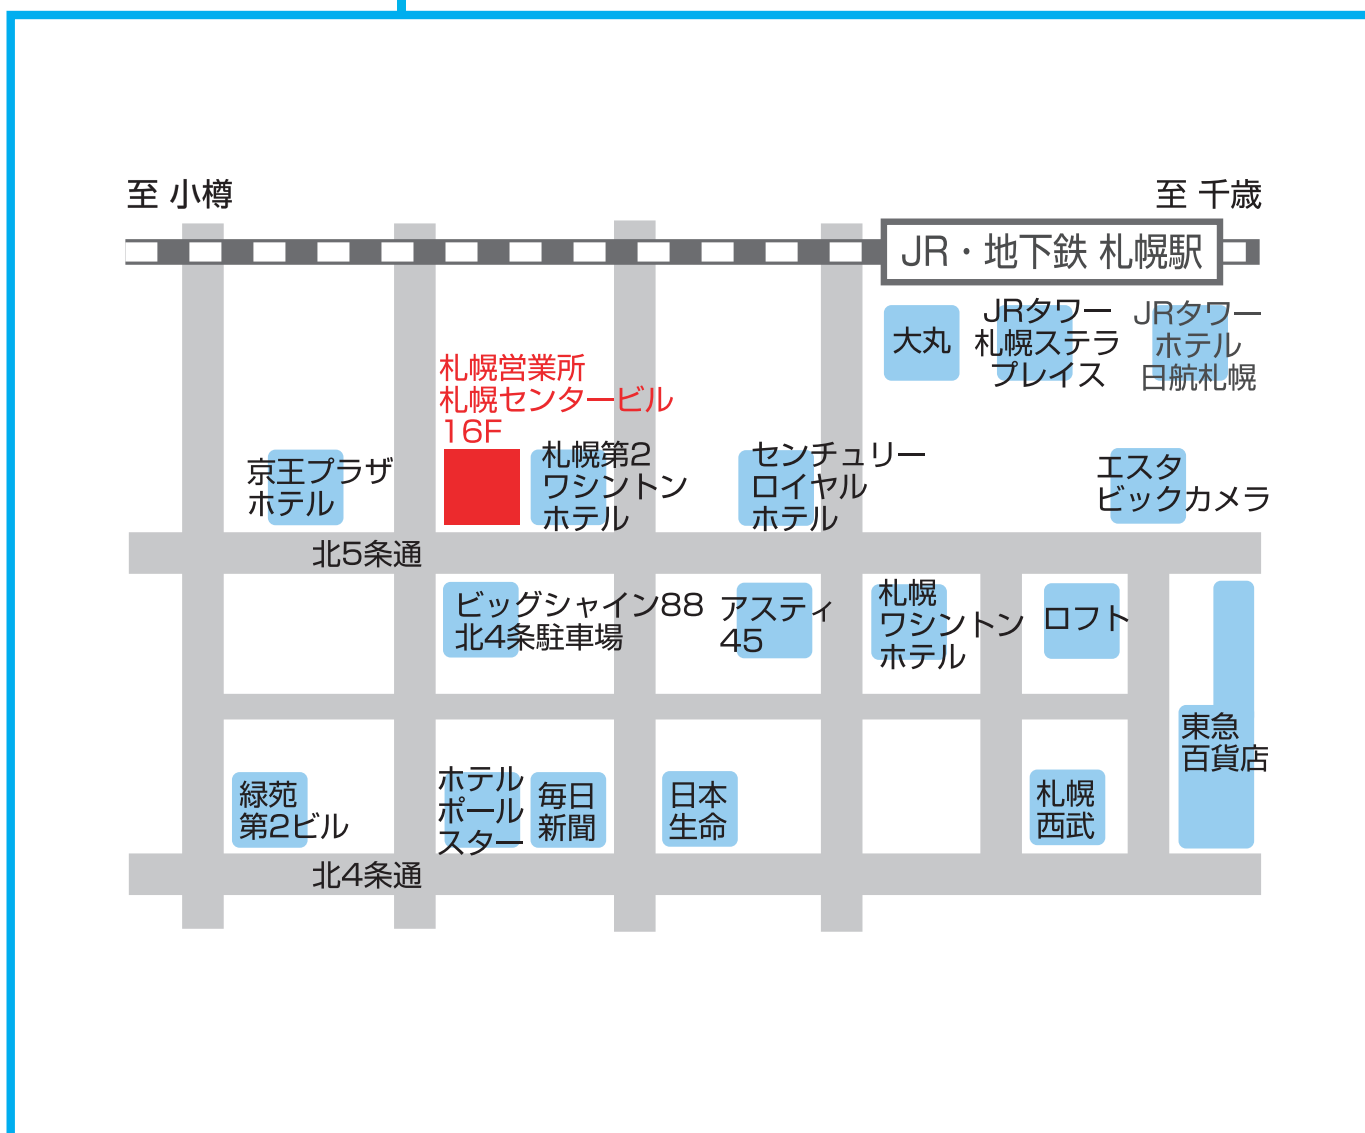 至 小樽
至 千歳
JR・地下鉄 札幌駅
大丸
JRタワー
札幌ステラ
プレイス
JRタワー
ホテル
日航札幌
札幌営業所
札幌センタービル
16F
京王プラザ
ホテル
札幌第2
ワシントン
ホテル
センチュリー
ロイヤル
ホテル
エスタ
ビックカメラ
北5条通
ビッグシャイン88
北4条駐車場
アスティ
45
札幌
ワシントン
ホテル
ロフト
東急
百貨店
緑苑
第2ビル
ホテル
ポール
スター
毎日
新聞
日本
生命
札幌
西武
北4条通